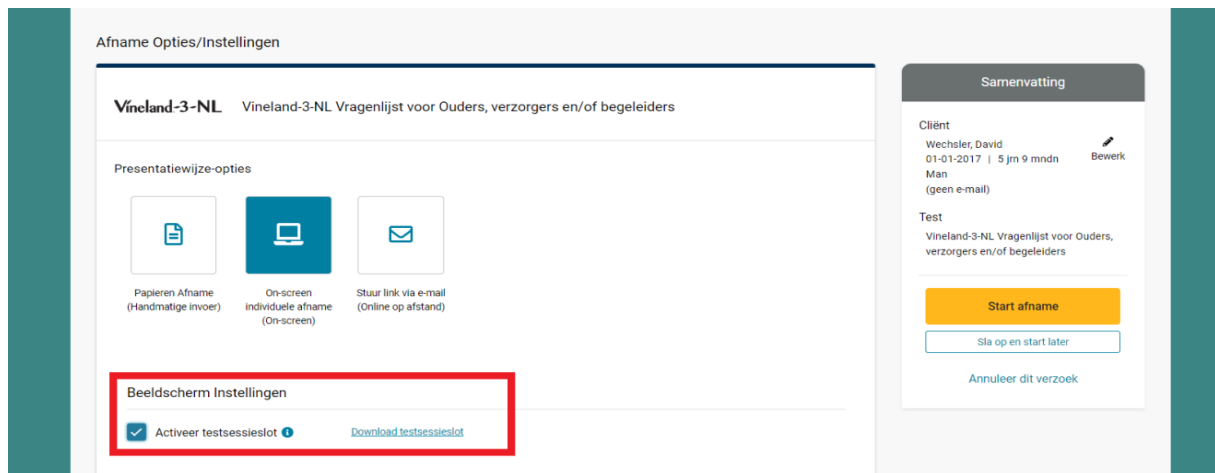 Afname Opties/Instellingen
Vineland-3-NL Vineland-3-NL Vragenlijst voor Ouders, verzorgers en/of begeleiders
Presentatiewijze-opties
Papieren Afname
(Handmatige invoer)
On-screen
individuele afname
(On-screen)
Stuur link via e-mail
(Online op afstand)
Beeldscherm Instellingen
Activeer testsessieslot
Download testsessieslot
Samenvatting
Cliënt
Wechsler, David
01-01-2017 | 5 jrn 9 mndn
Man
(geen e-mail)
Bewerk
Test
Vineland-3-NL Vragenlijst voor Ouders,
verzorgers en/of begeleiders
Start afname
Sla op en start later
Annuleer dit verzoek